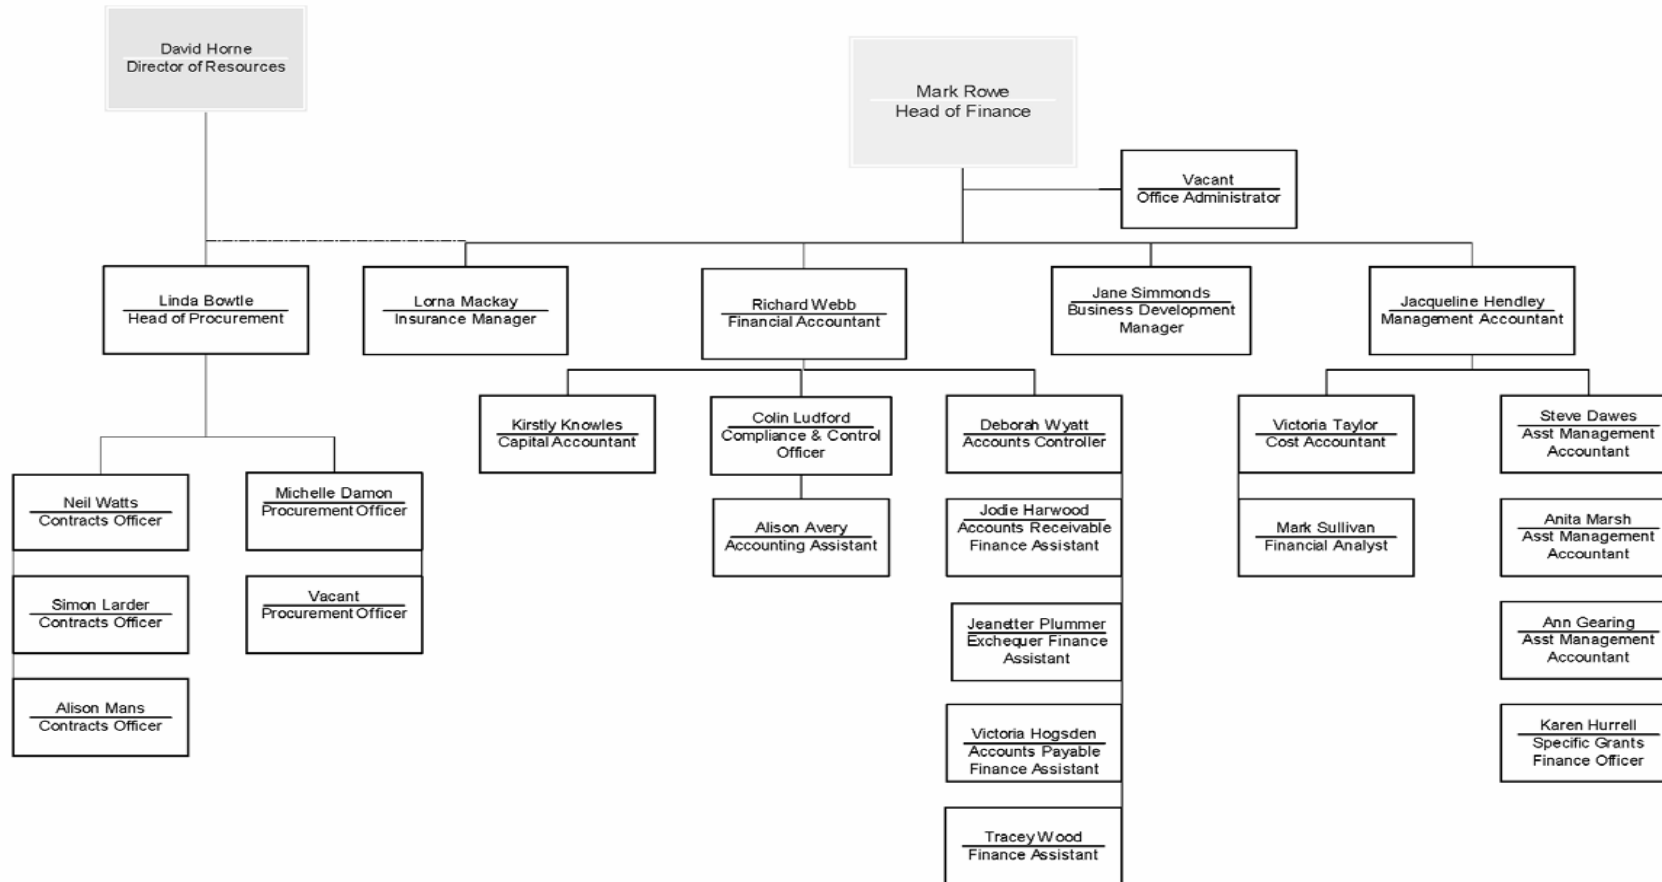 David Horne
Director of Resources
Mark Rowe
Head of Finance
Vacant
Office Administrator
Linda Bowtle
Head of Procurement
Lorna Mackay
Insurance Manager
Richard Webb
Financial Accountant
Jane Simmonds
Business Development
Manager
Jacqueline Hendley
Management Accountant
Neil Watts
Contracts Officer
Simon Larder
Contracts Officer
Alison Mans
Contracts Officer
Michelle Damon
Procurement Officer
Vacant
Procurement Officer
Kirstly Knowles
Capital Accountant
Colin Ludford
Compliance & Control
Officer
Alison Avery
Accounting Assistant
Deborah Wyatt
Accounts Controller
Jodie Harwood
Accounts Receivable
Finance Assistant
Jeanetter Plummer
Exchequer Finance
Assistant
Victoria Hogsden
Accounts Payable
Finance Assistant
Tracey Wood
Finance Assistant
Victoria Taylor
Cost Accountant
Mark Sullivan
Financial Analyst
Steve Dawes
Asst Management
Accountant
Anita Marsh
Asst Management
Accountant
Ann Gearing
Asst Management
Accountant
Karen Hurrell
Specific Grants
Finance Officer